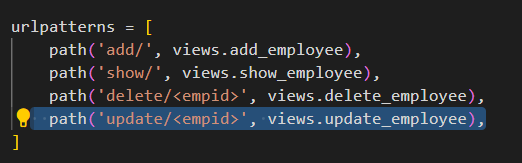 urlpatterns = [
path('add/', views.add_employee),
path('show/', views.show_employee),
path('delete/<empid>', views.delete_employee),
path('update/<empid>', views.update_employee),
]